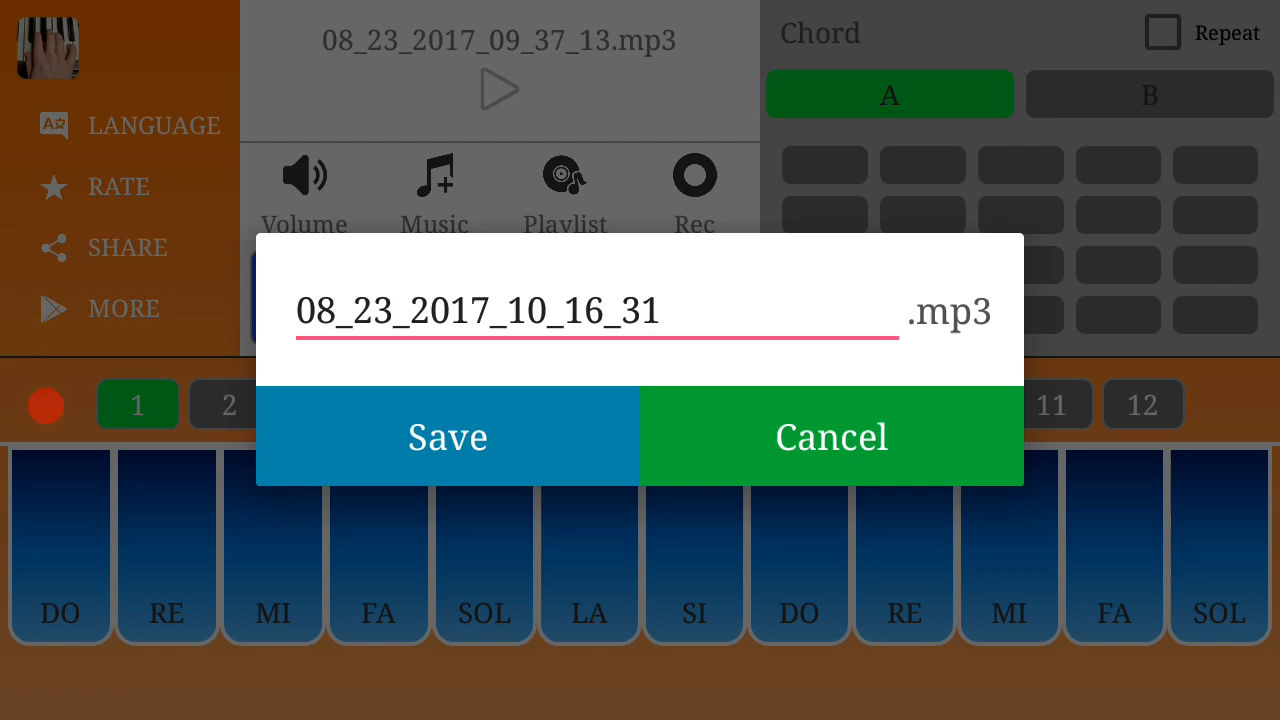 08_23_2017_09_37_13.mp3
Chord
Repeat
A
B
LANGUAGE
RATE
SHARE
MORE
Volume
Music
Playlist
Rec
08_23_2017_10_16_31 .mp3
Save
Cancel
1
2
11
12
DO
RE
MI
FA
SOL
LA
SI
DO
RE
MI
FA
SOL